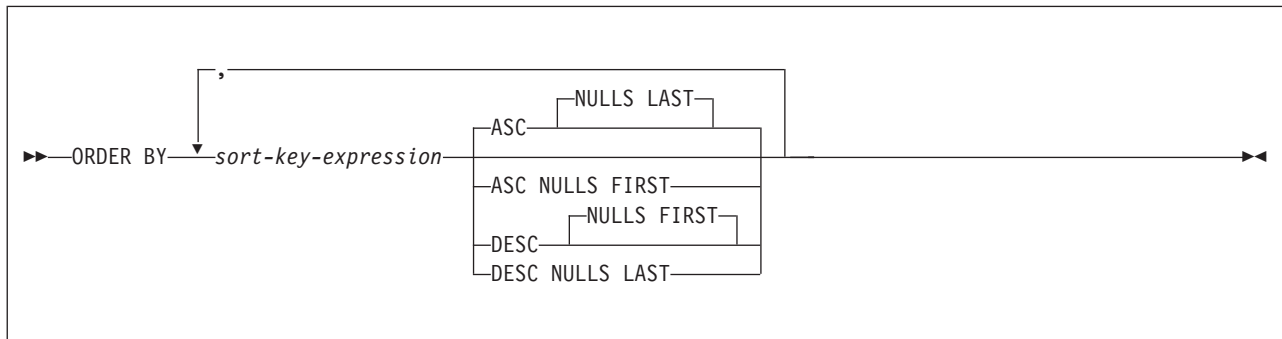 ,
NULLS LAST
ASC
ORDER BY sort-key-expression
ASC NULLS FIRST
NULLS FIRST
DESC
DESC NULLS LAST